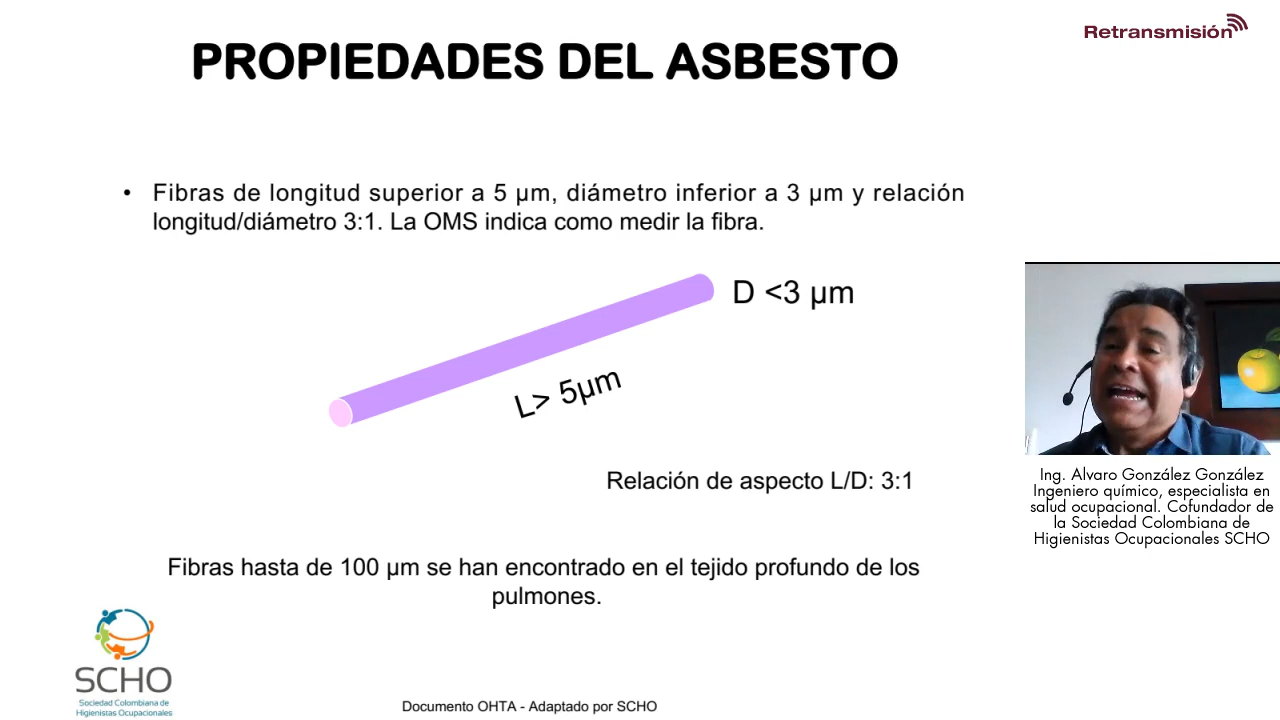 Retransmisión
PROPIEDADES DEL ASBESTO
• Fibras de longitud superior a 5 µm, diámetro inferior a 3 µm y relación
longitud/diámetro 3:1. La OMS indica como medir la fibra.
D <3 µm
L> 5µm
Relación de aspecto L/D: 3:1
Fibras hasta de 100 µm se han encontrado en el tejido profundo de los
pulmones.
Ing. Alvaro González González
Ingeniero químico, especialista en
salud ocupacional. Cofundador de
la Sociedad Colombiana de
Higienistas Ocupacionales SCHO
SCHO
Sociedad Colombiana de
Higienistas Ocupacionales
Documento OHTA - Adaptado por SCHO